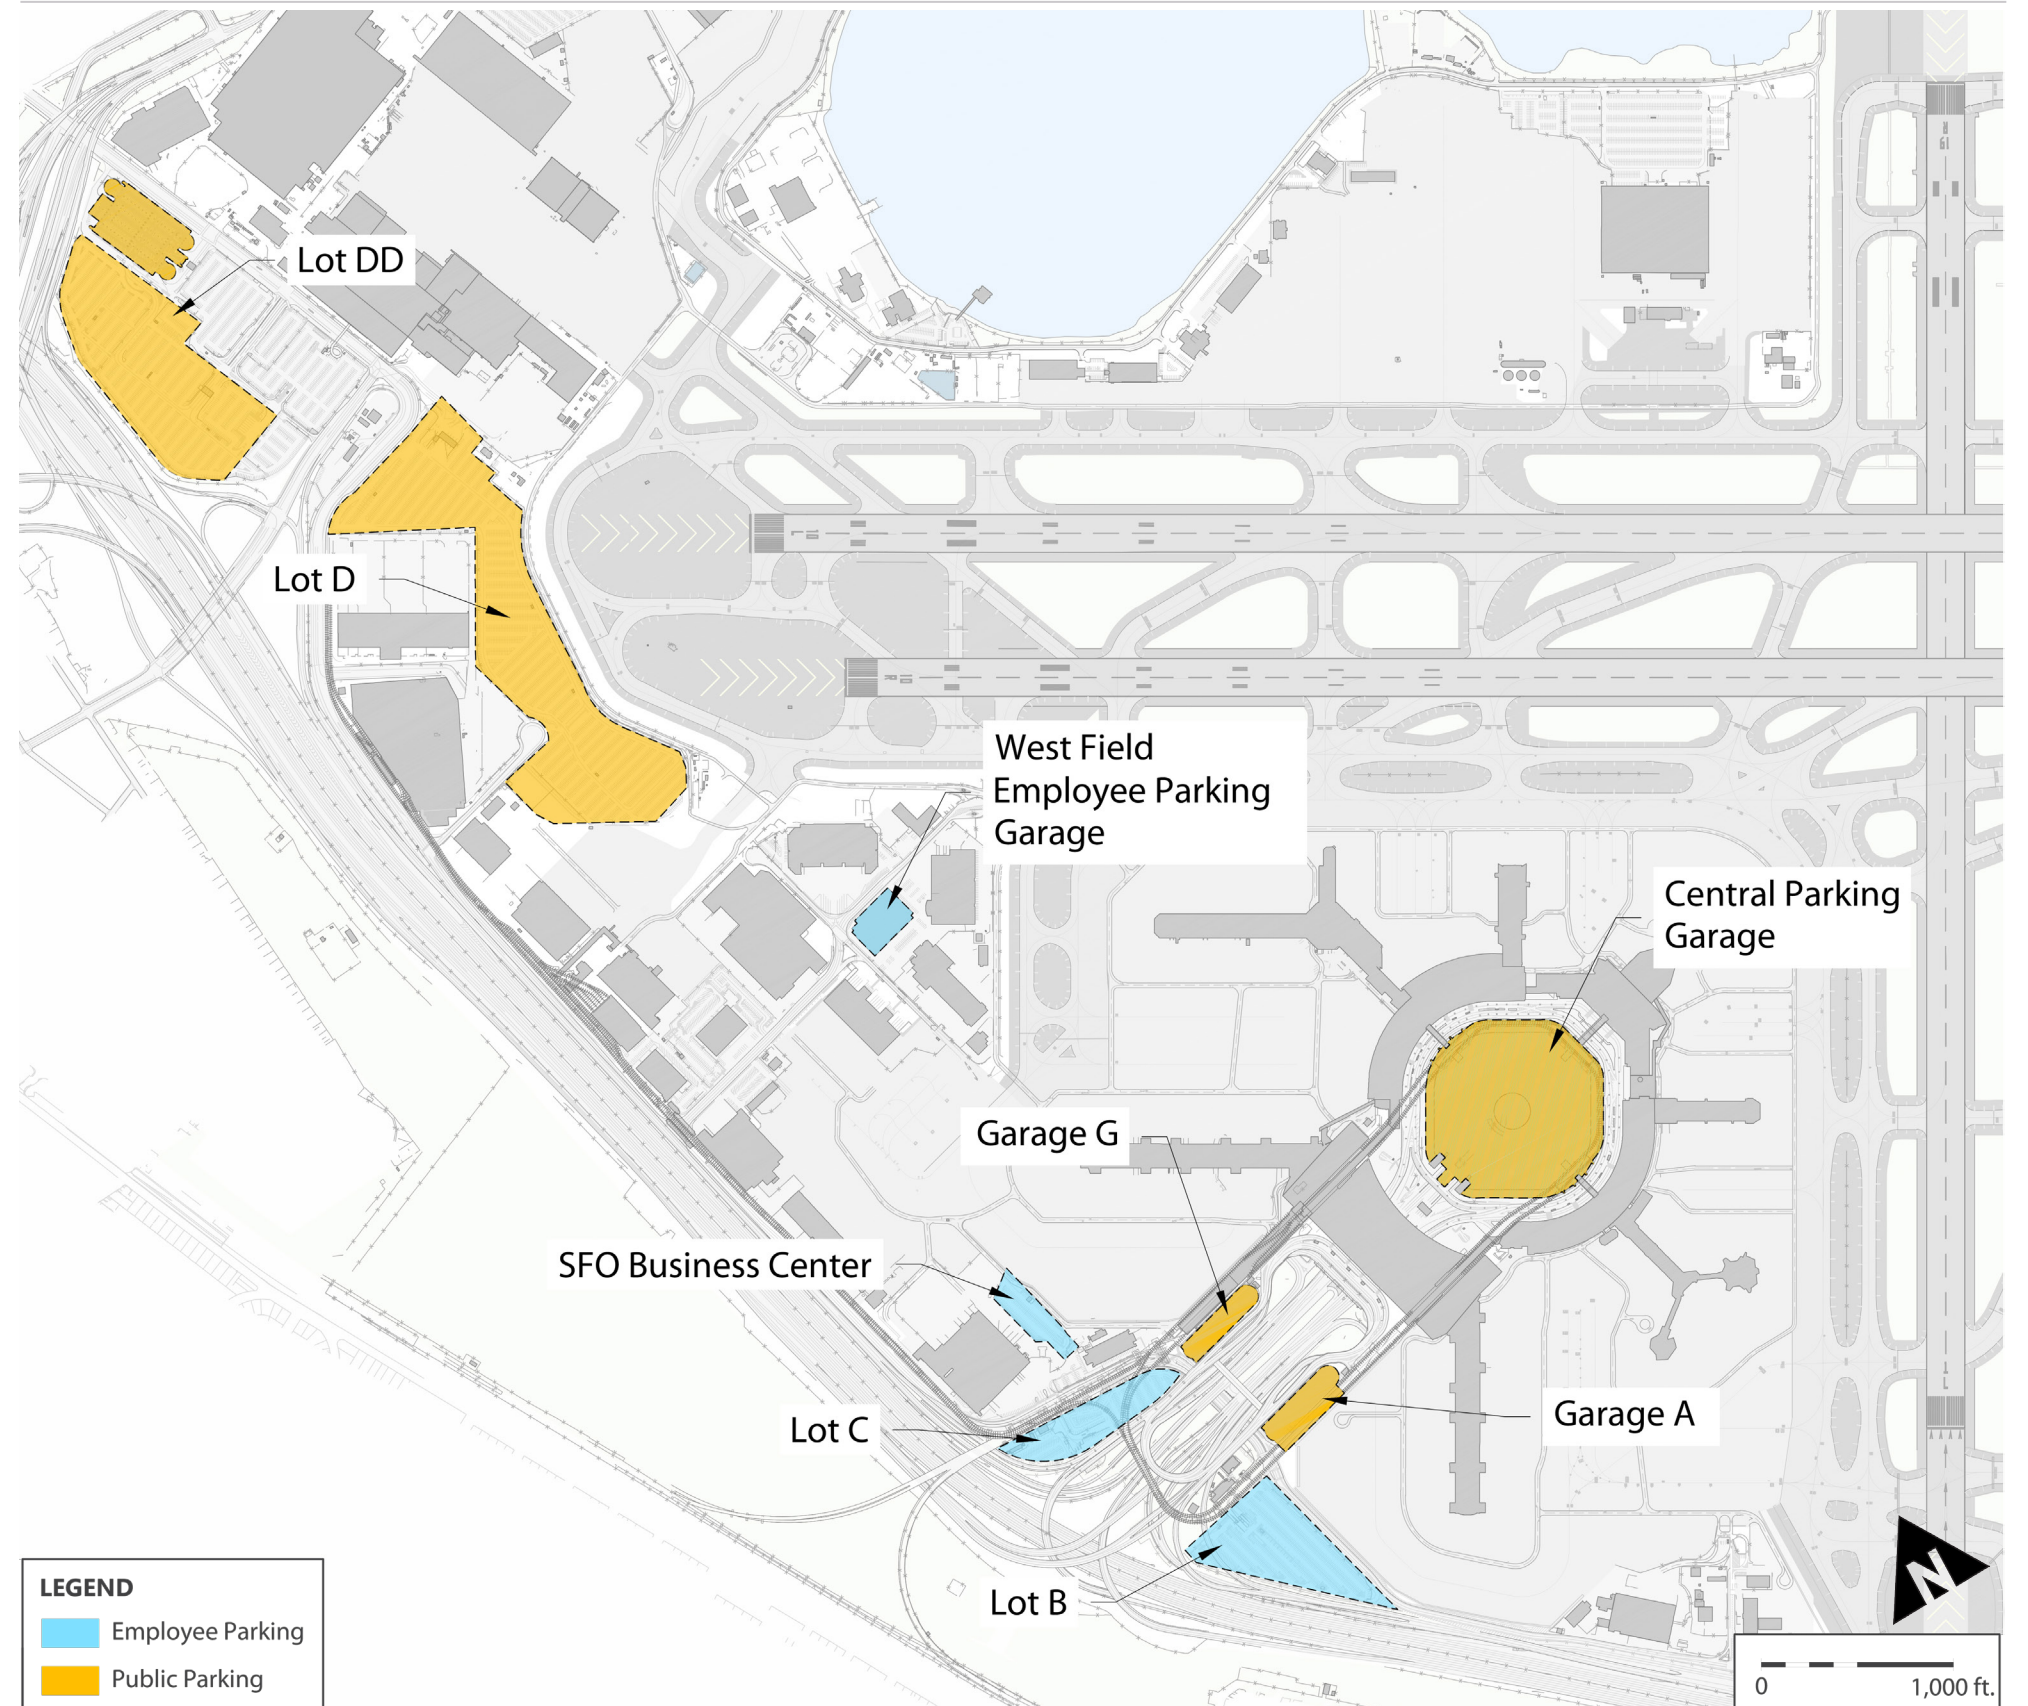 Lot DD
Lot D
West Field
Employee Parking
Garage
Central Parking
Garage
Garage G
SFO Business Center
Lot C
Garage A
Lot B
N
LEGEND
Employee Parking
Public Parking
0 1,000 ft.